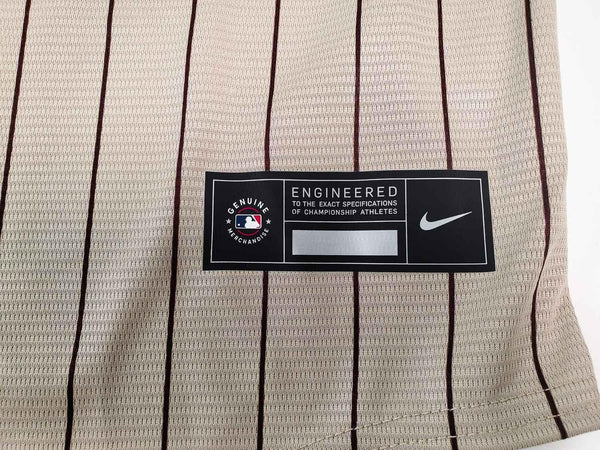 GENUINE
MERCHANDISE
ENGINEERED
TO THE EXACT SPECIFICATIONS
OF CHAMPIONSHIP ATHLETES